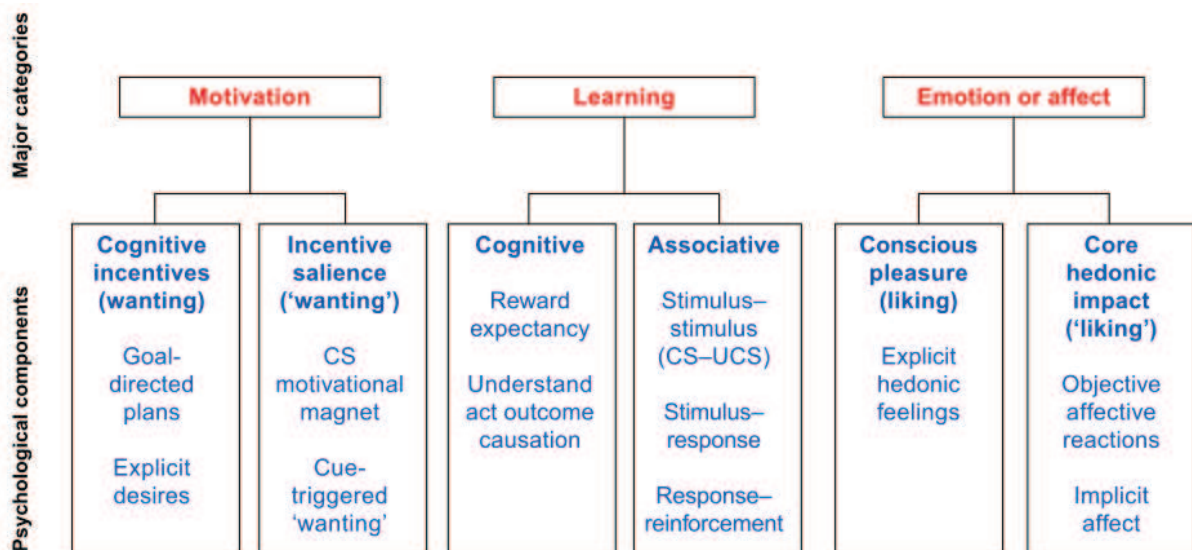 Major categories
Motivation
Learning
Emotion or affect
Psychological components
Cognitive
incentives
(wanting)
Goal-
directed
plans
Explicit
desires
Incentive
salience
(‘wanting’)
CS
motivational
magnet
Cue-
triggered
‘wanting’
Cognitive
Reward
expectancy
Understand
act outcome
causation
Associative
Stimulus–
stimulus
(CS–UCS)
Stimulus–
response
Response–
reinforcement
Conscious
pleasure
(liking)
Explicit
hedonic
feelings
Core
hedonic
impact
(‘liking’)
Objective
affective
reactions
Implicit
affect